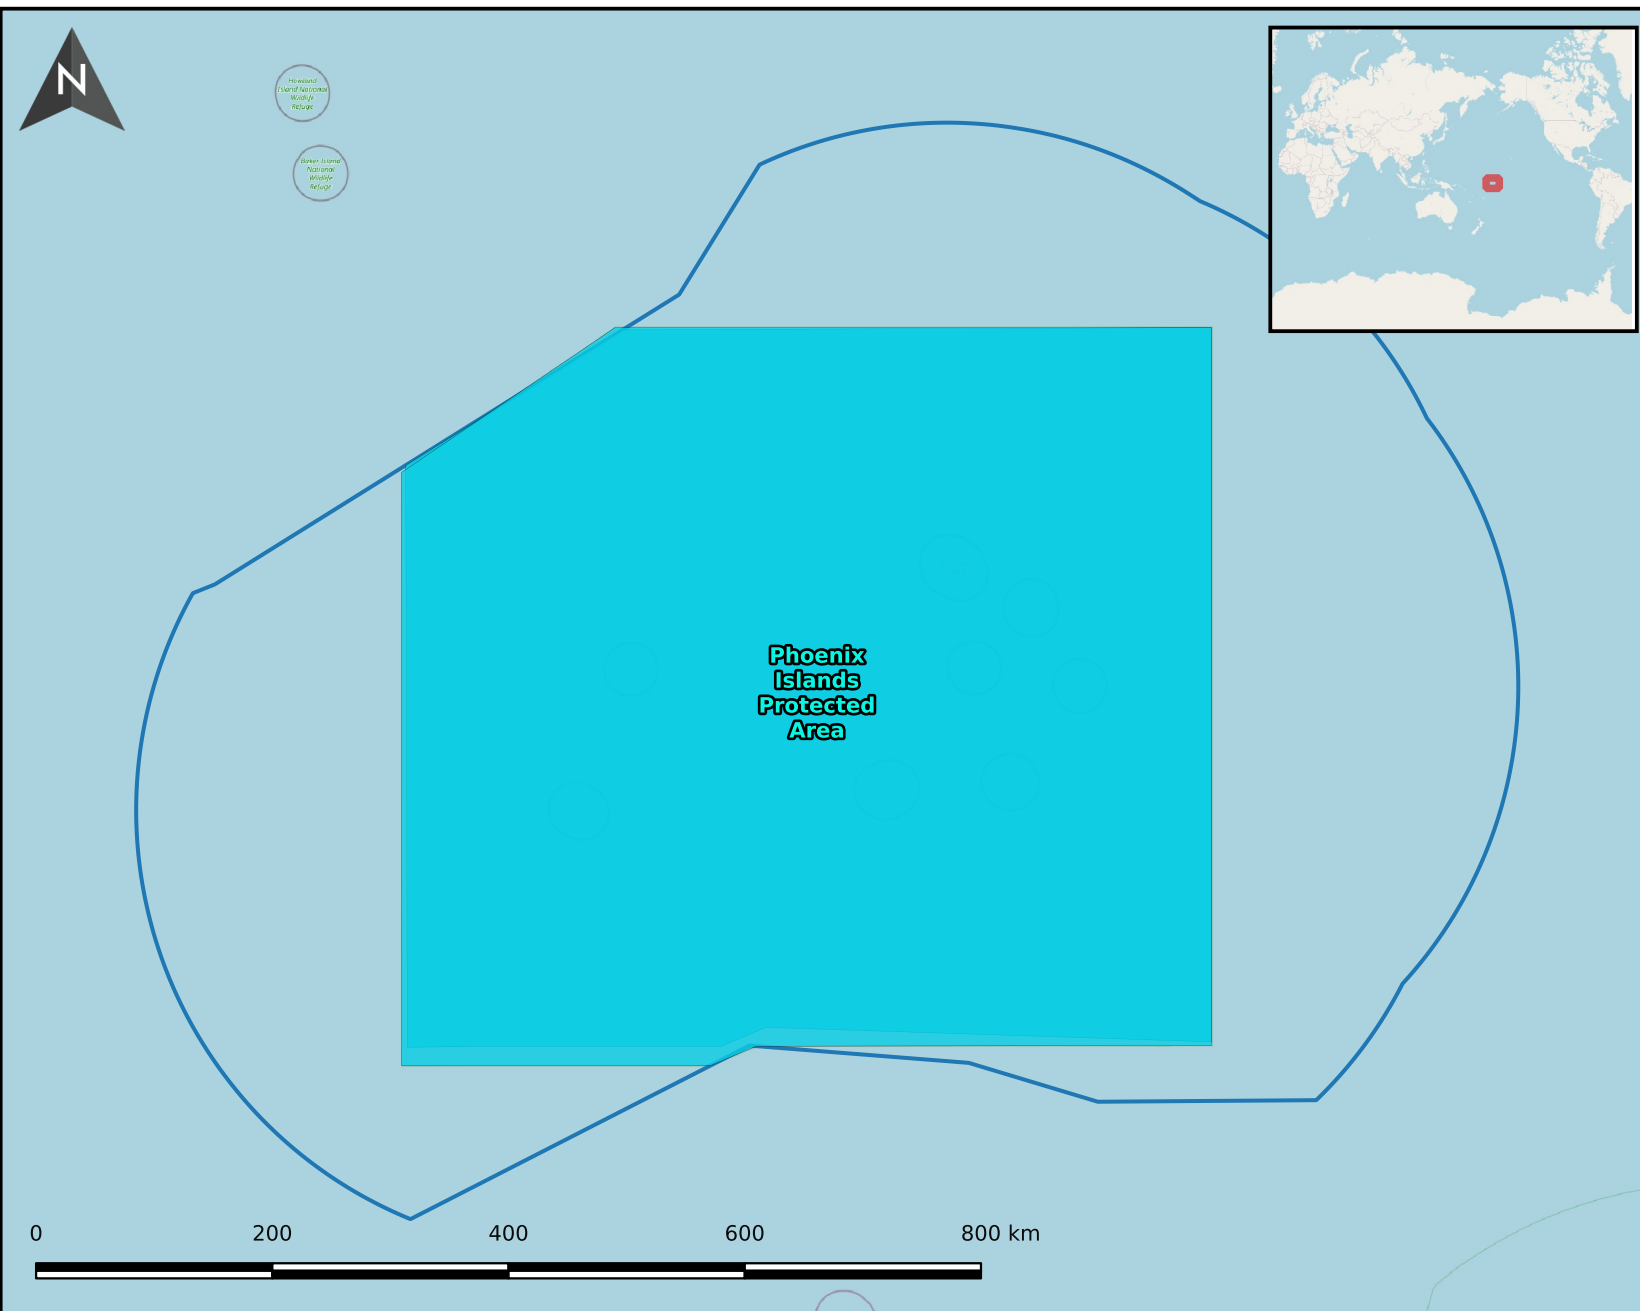 N
Howland
Island National
Wildlife
Refuge
Baker Island
National
Wildlife
Refuge
Phoenix
Islands
Protected
Area
0 200 400 600 800 km